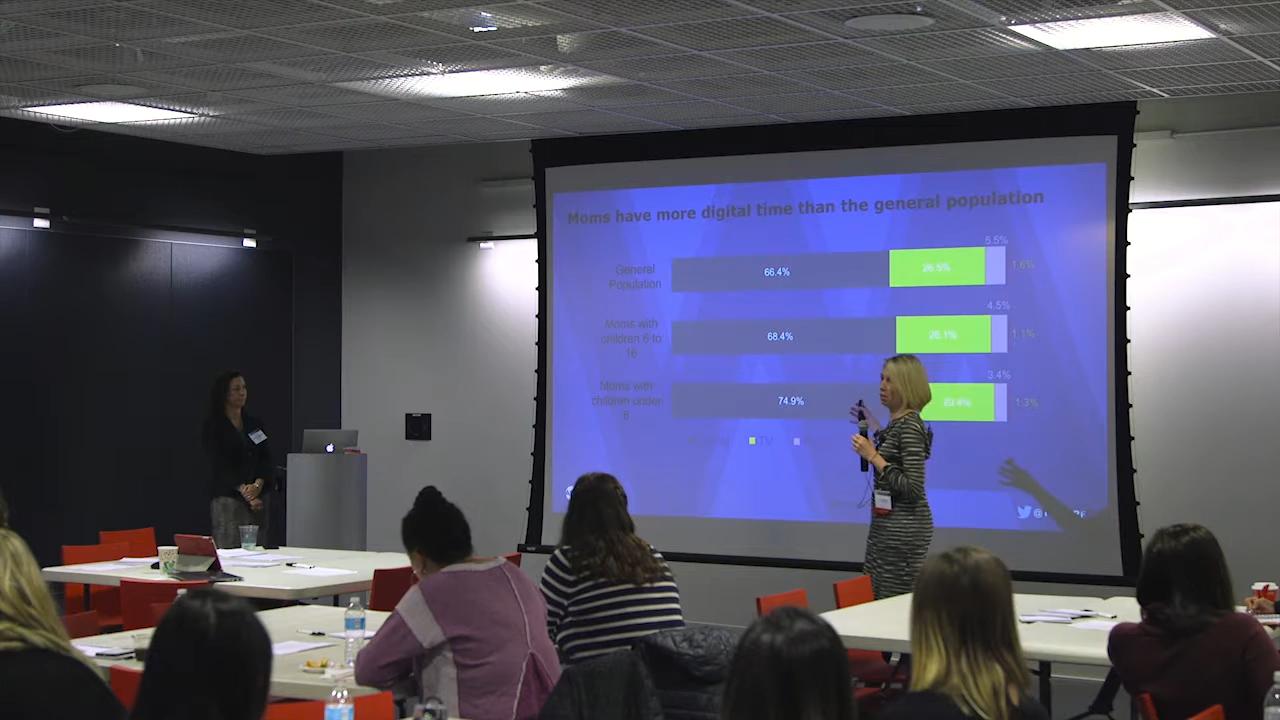 Moms have more digital time than the general population
General
Population
66.4%
26.5%
5.5%
1.6%
Moms with
children 6 to
16
68.4%
26.1%
4.5%
1.1%
Moms with
children under
6
74.9%
20.4%
3.4%
1.3%
TV